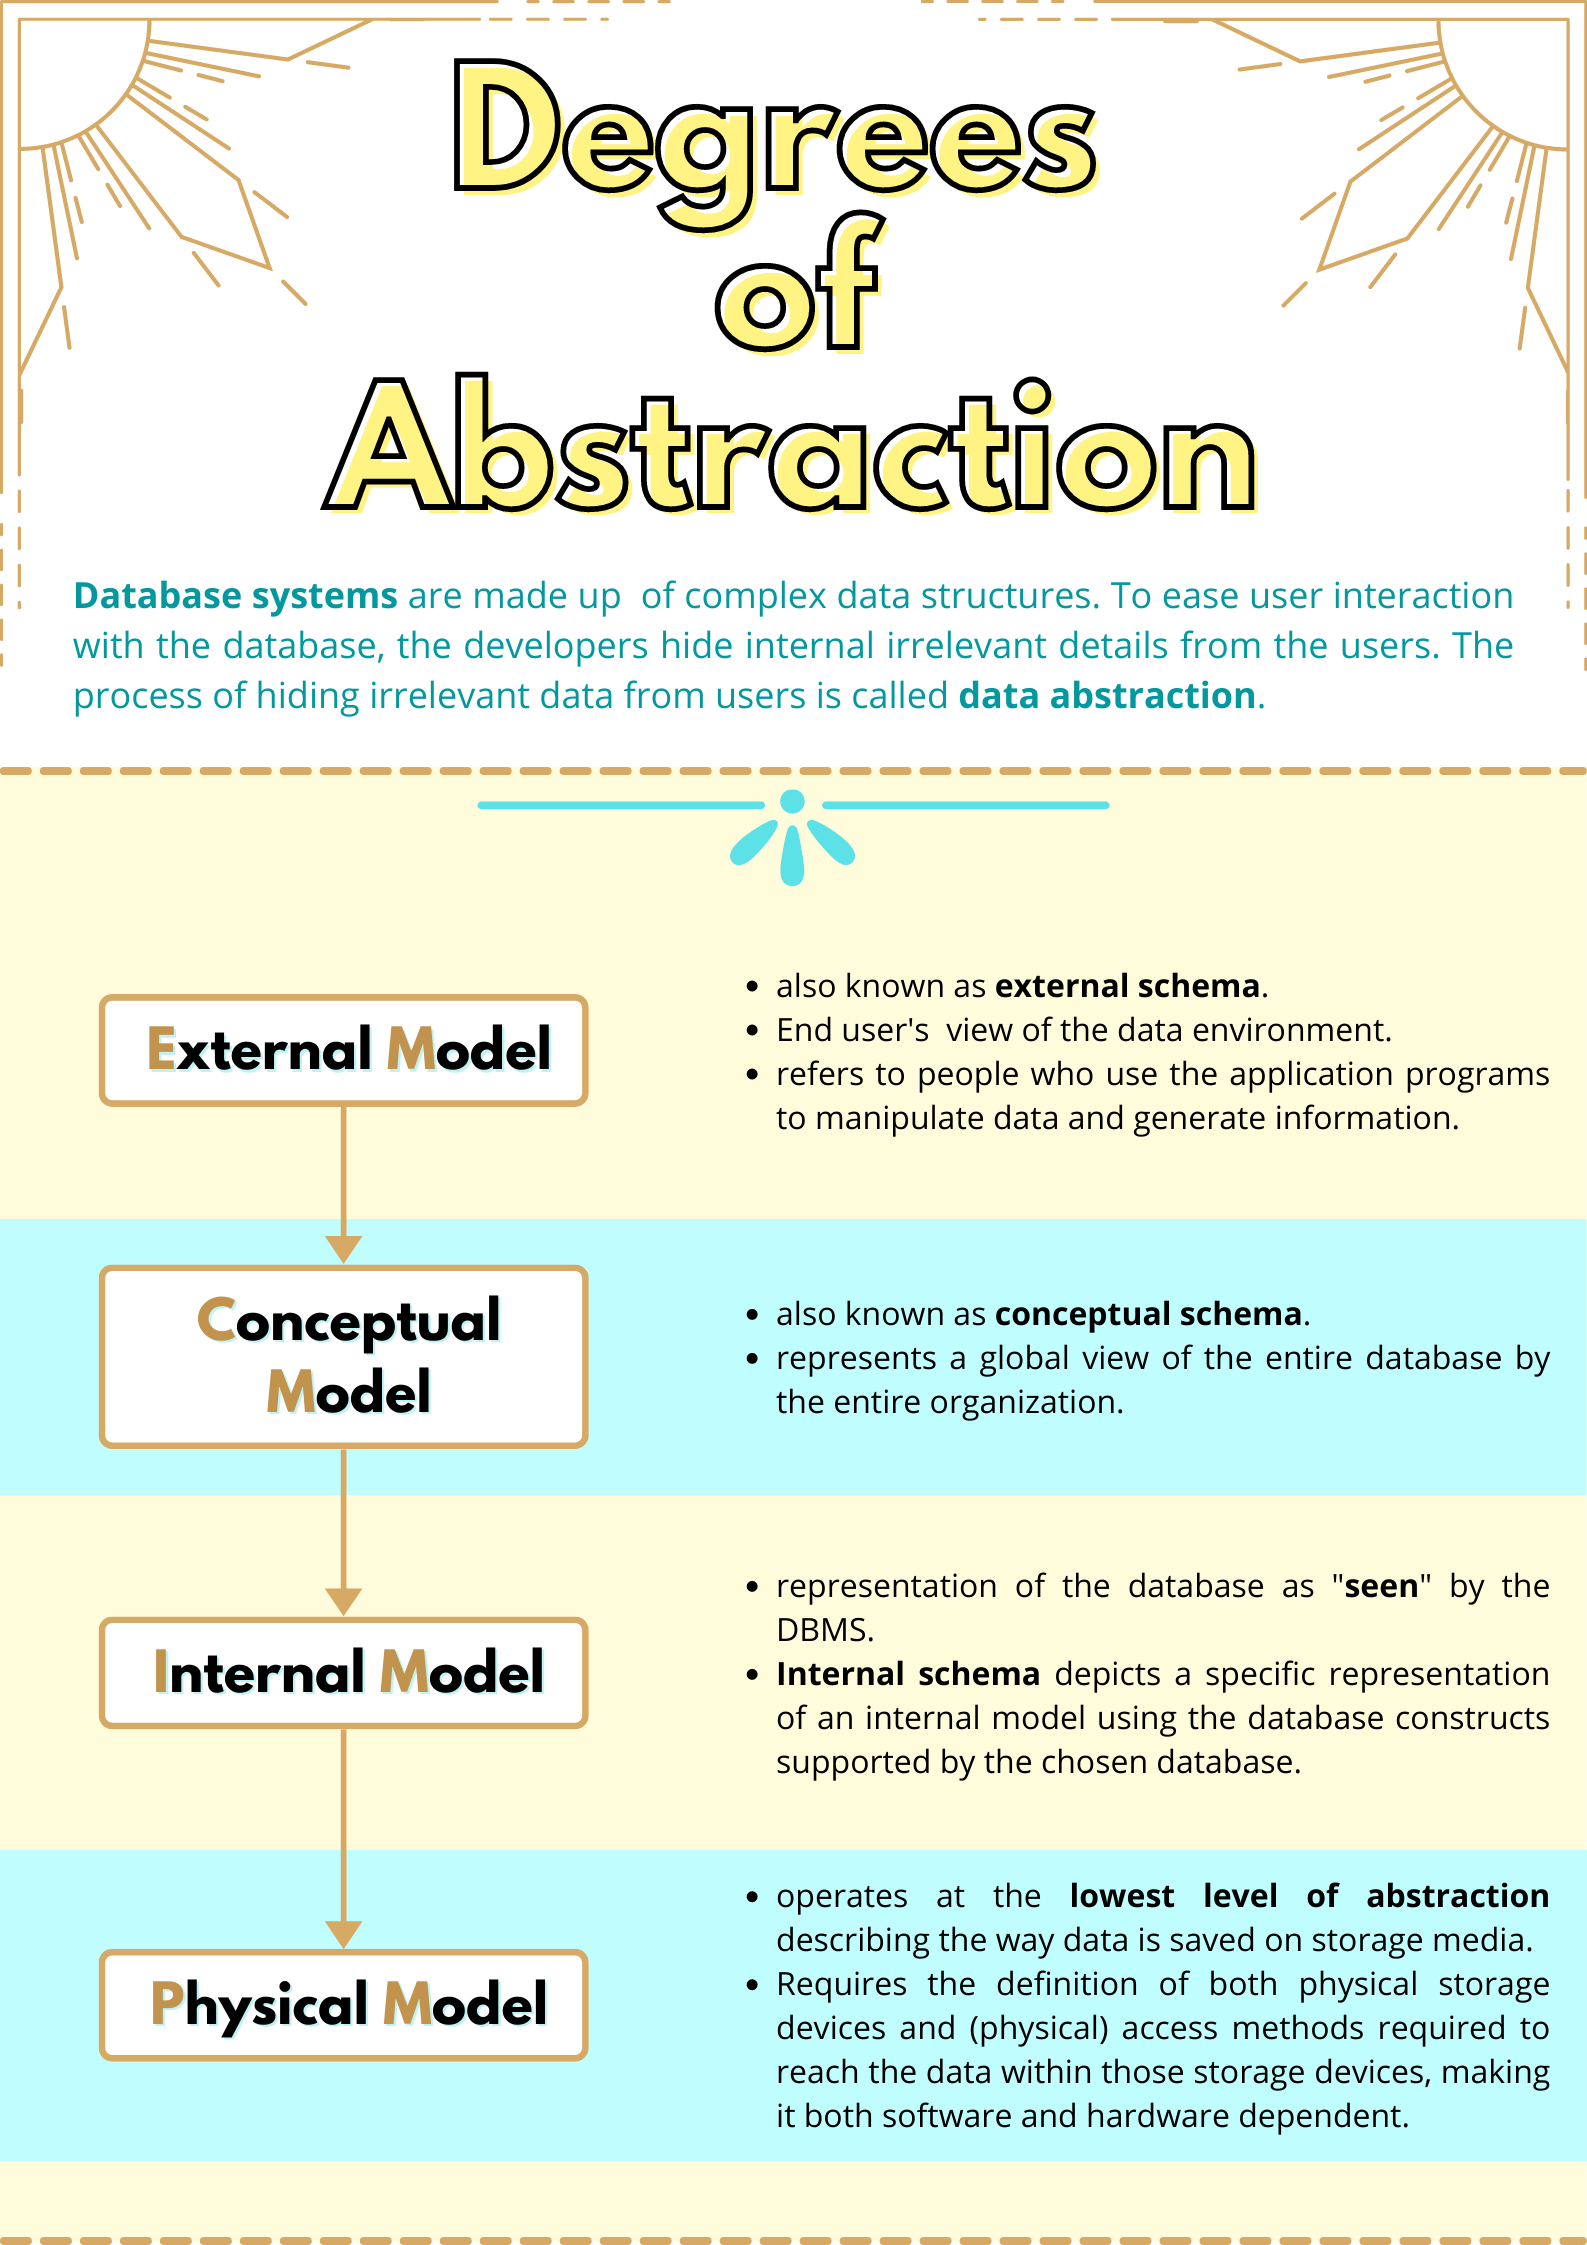 Degrees
of
Abstraction
Database systems are made up  of complex data structures. To ease user interaction
with the database, the developers hide internal irrelevant details from the users. The
process of hiding irrelevant data from users is called data abstraction.
External Model
• also known as external schema.
• End user's  view of the data environment.
• refers to people who use the application programs
to manipulate data and generate information.
Conceptual
Model
• also known as conceptual schema.
• represents a global view of the entire database by
the entire organization.
Internal Model
• representation of the database as "seen" by the
DBMS.
• Internal schema depicts a specific representation
of an internal model using the database constructs
supported by the chosen database.
Physical Model
• operates at the lowest level of abstraction
describing the way data is saved on storage media.
• Requires the definition of both physical storage
devices and (physical) access methods required to
reach the data within those storage devices, making
it both software and hardware dependent.